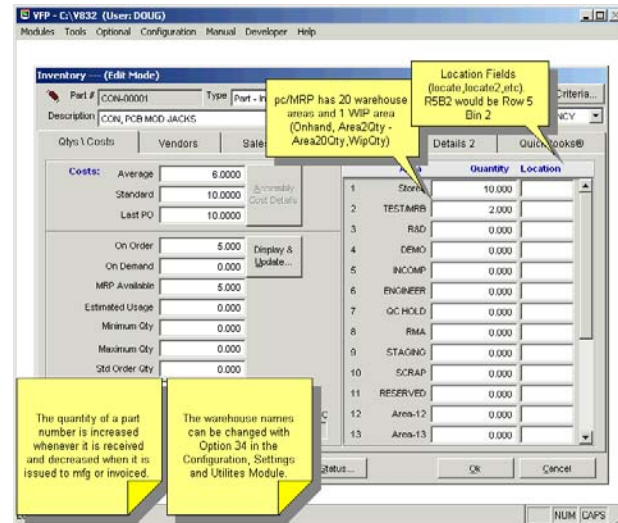 VFP - C:\V832 (User: DOUG)
Modules Tools Optional Configuration Manual Developer Help
Inventory --- (Edit Mode)
Part # CON-00001 Type Part - In
Criteria...
Description CON, PCB MOD JACKS
NCY
pc/MRP has 20 warehouse
areas and 1 WIP area
(Onhand, Area2Qty -
Area20Qty,WipQty)
Location Fields
(locate,locate2,etc).
R5B2 would be Row 5
Bin 2
Qtys \ Costs Vendors Sales Details 2 QuickBooks®
Costs: Average 6.0000
Standard 10.0000
Last PO 10.0000
Assembly
Cost Details
On Order 5.000
On Demand 0.000
MRP Available 5.000
Estimated Usage 0.000
Minimum Qty 0.000
Maximum Qty 0.000
Std Order Qty 0.000
Display &
Update...
Area Quantity Location
1 Stores 10.000
2 TEST/MRB 2.000
3 R&D 0.000
4 DEMO 0.000
5 INCOMP 0.000
6 ENGINEER 0.000
7 QC HOLD 0.000
8 RMA 0.000
9 STAGING 0.000
10 SCRAP 0.000
11 RESERVED 0.000
12 Area-12 0.000
13 Area-13 0.000
The quantity of a part
number is increased
whenever it is received
and decreased when it is
issued to mfg or invoiced.
The warehouse names
can be changed with
Option 34 in the
Configuration, Settings
and Utilites Module.
C
Status... Ok Cancel
NUM CAPS